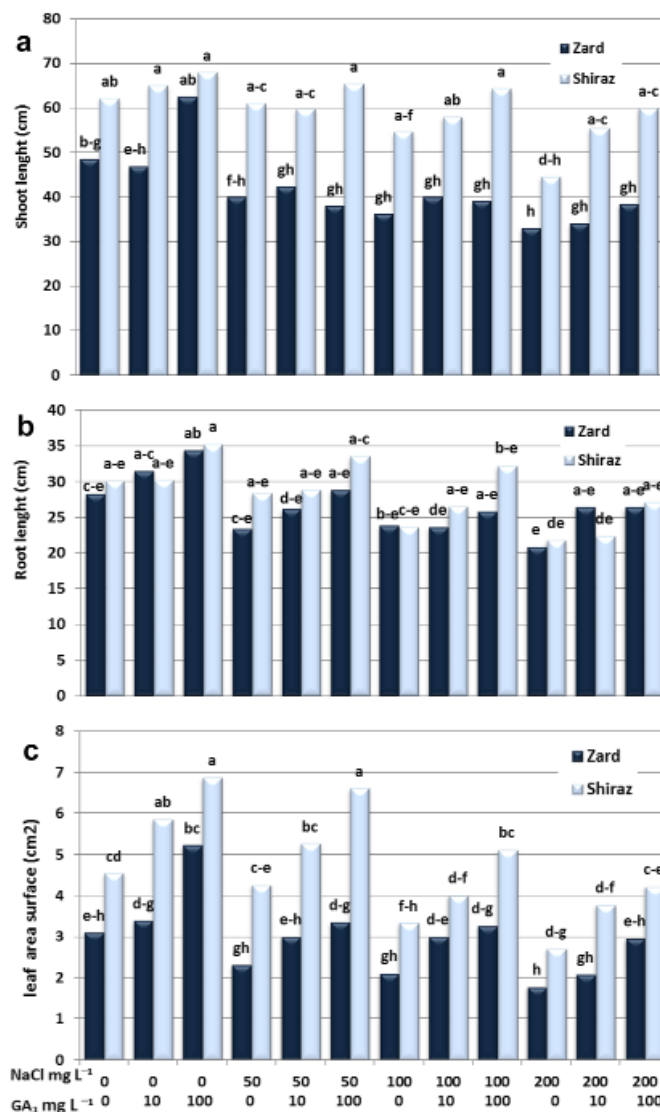 a
80
70
60
50
40
30
20
10
0
Shoot lenght (cm)
Zard
Shiraz
b-g ab e-h a ab a f-h a-c gh a-c gh a gh a-f gh ab gh a h d-h gh a-c gh a-c
b
40
35
30
25
20
15
10
5
0
Root lenght (cm)
Zard
Shiraz
c-e a-e a-c a-e ab a c-e a-e d-e a-e a-e a-c b-e c-e de a-e a-e b-e e de a-e de a-e a-e
c
8
7
6
5
4
3
2
1
0
leaf area surface (cm2)
Zard
Shiraz
e-h cd d-g ab bc a gh c-e e-h bc d-g a gh f-h d-e d-f d-g bc h d-g gh d-f e-h c-e
NaCl mg L⁻¹ 0 0 0 50 50 50 100 100 100 200 200 200
GA₃ mg L⁻¹ 0 10 100 0 10 100 0 10 100 0 10 100